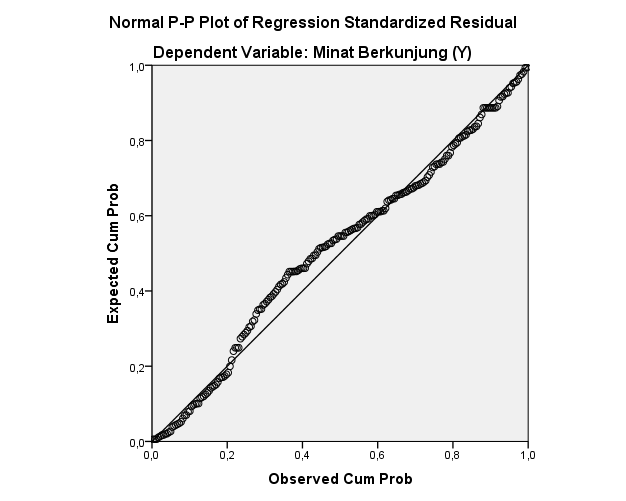 Normal P-P Plot of Regression Standardized Residual
Dependent Variable: Minat Berkunjung (Y)
Expected Cum Prob
1,0
0,8
0,6
0,4
0,2
0,0
0,0 0,2 0,4 0,6 0,8 1,0
Observed Cum Prob